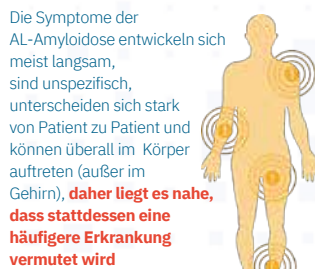 Die Symptome der
AL-Amyloidose entwickeln sich
meist langsam,
sind unspezifisch,
unterscheiden sich stark
von Patient zu Patient und
können überall im Körper
auftreten (außer im
Gehirn), daher liegt es nahe,
dass stattdessen eine
häufigere Erkrankung
vermutet wird